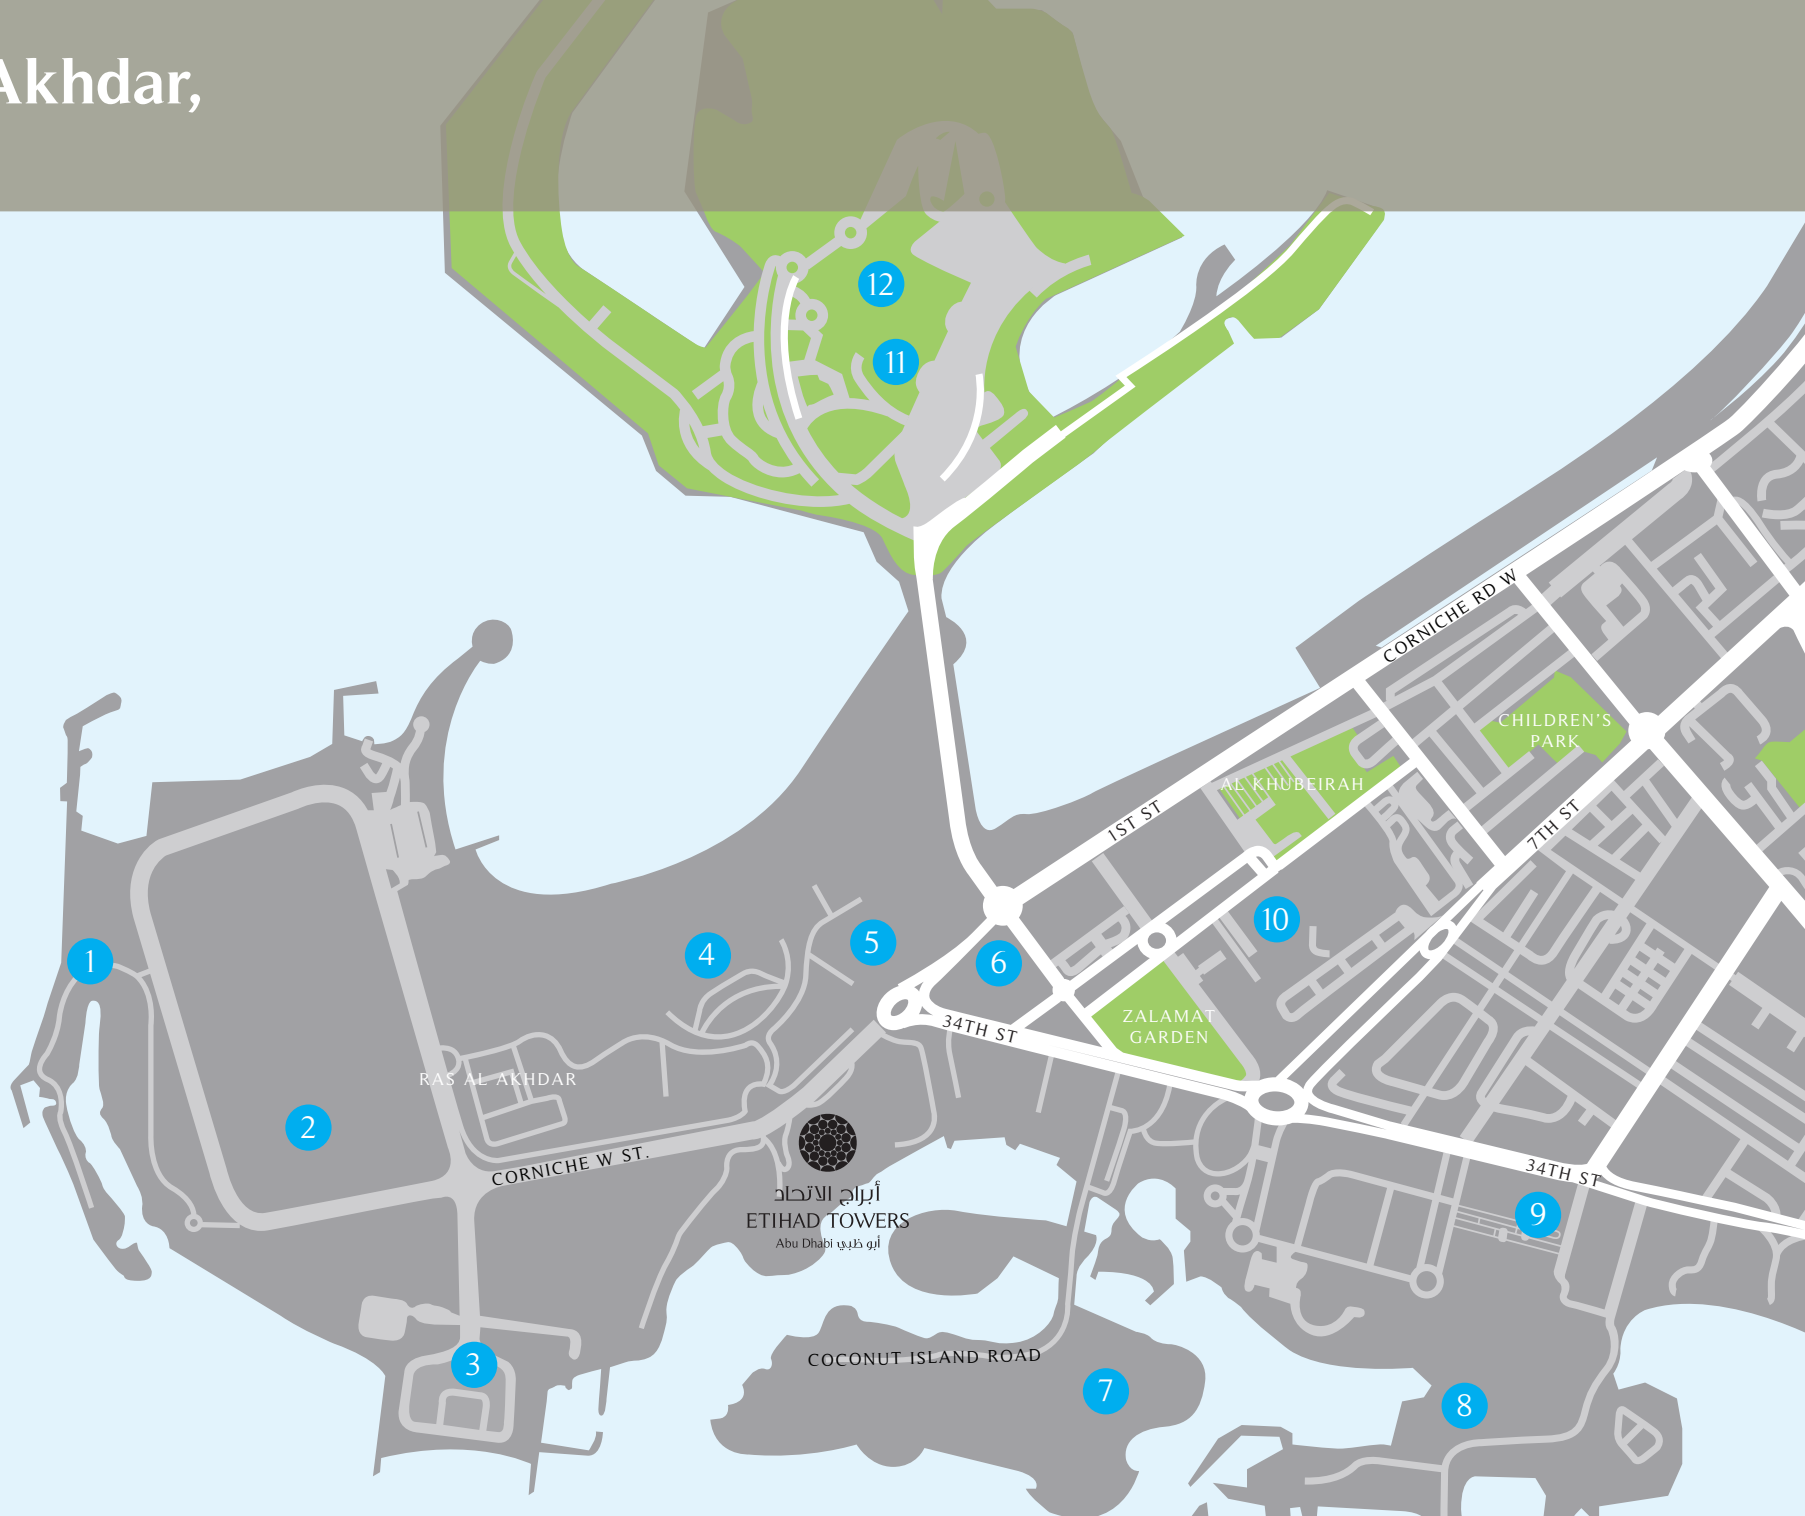 Akhdar,
12
11
CORNICHE RD W
CHILDREN'S
PARK
AL KHUBEIRAH
1ST ST
7TH ST
1
4
5
6
10
ZALAMAT
GARDEN
34TH ST
RAS AL AKHDAR
2
CORNICHE W ST.
أبراج الاتحاد
ETIHAD TOWERS
Abu Dhabi أبو ظبي
34TH ST
9
3
COCONUT ISLAND ROAD
7
8